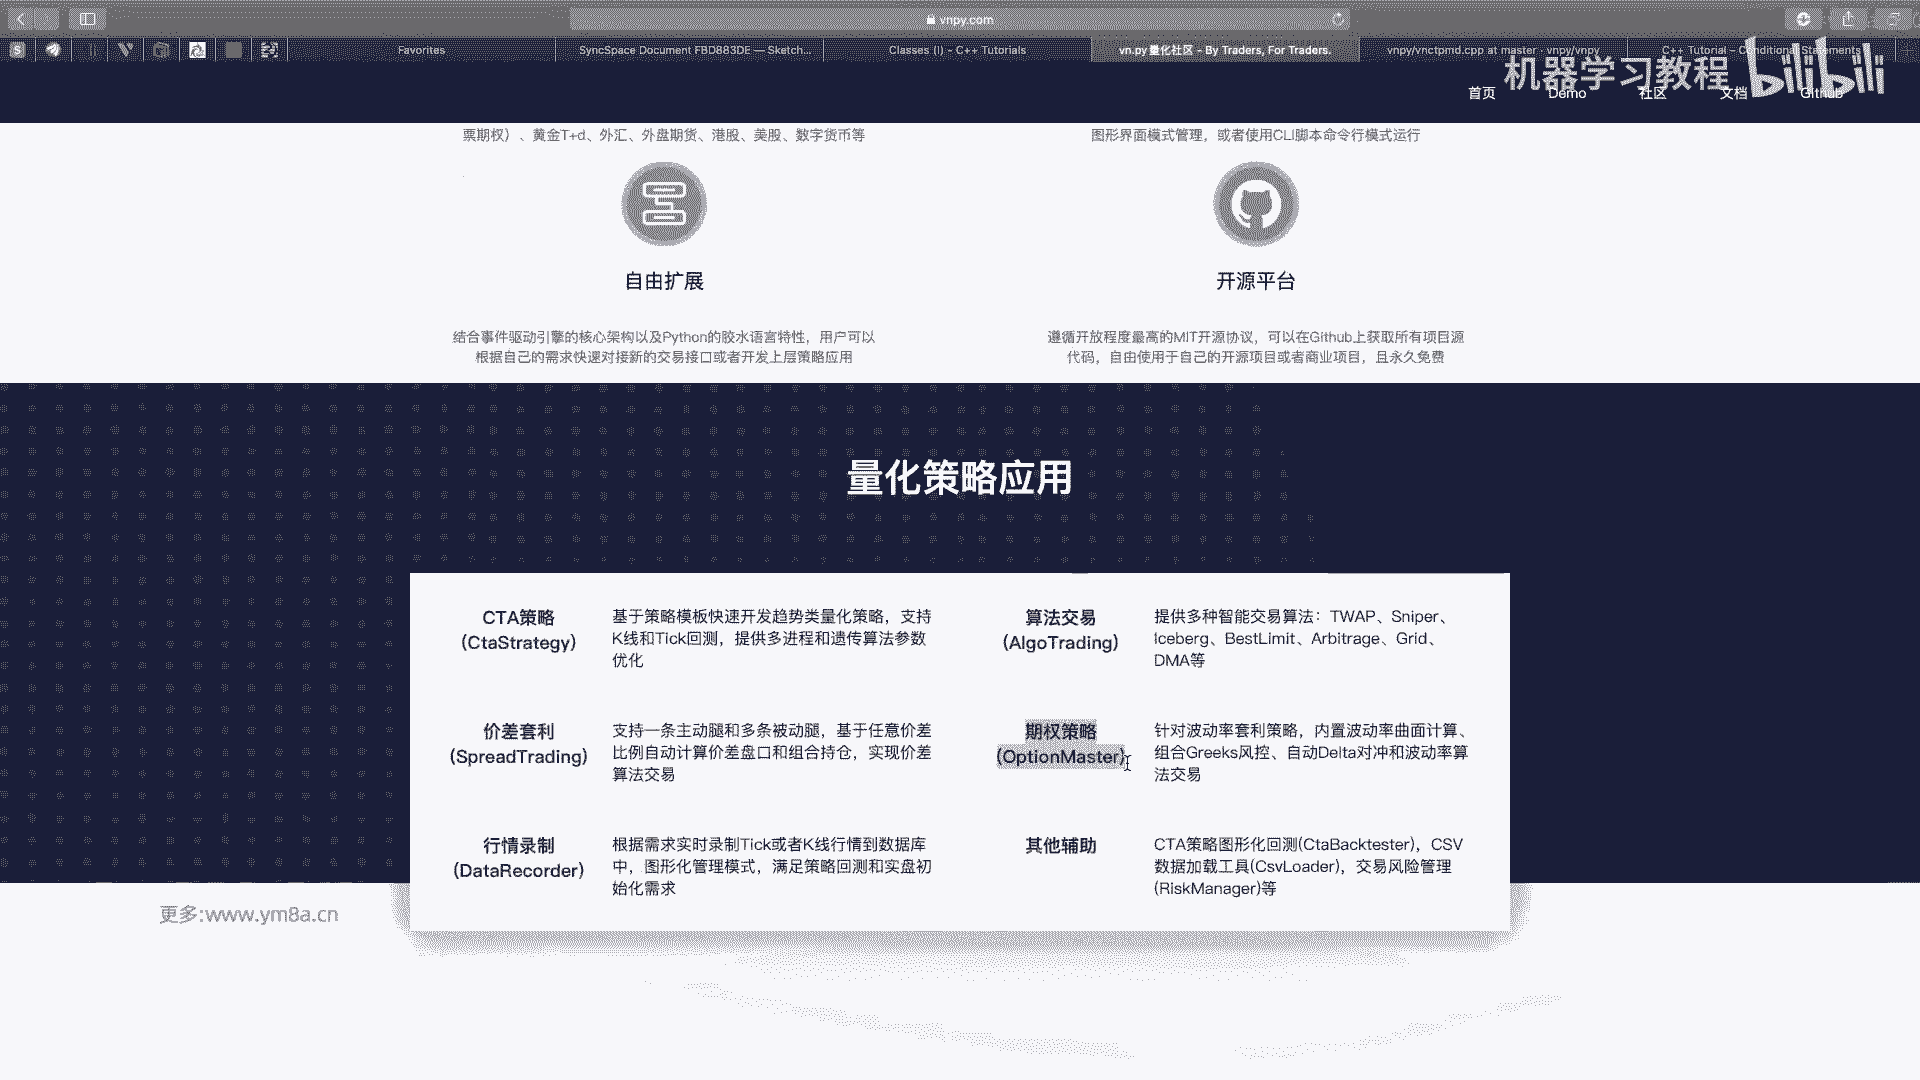 vnpy.com
Favorites
SyncSpace Document FBD883DE — Sketch...
Classes (I) - C++ Tutorials
vn.py量化社区 - By Traders, For Traders.
vnpy/vnctpmd.cpp at master · vnpy/vnpy
C++ Tutorial – Conditional Statements
机器学习教程 bilibili
首页
Demo
社区
文档
Github
票期权）、黄金T+d、外汇、外盘期货、港股、美股、数字货币等
图形界面模式管理，或者使用CLI脚本命令行模式运行
自由扩展
结合事件驱动引擎的核心架构以及Python的胶水语言特性，用户可以
根据自己的需求快速对接新的交易接口或者开发上层策略应用
开源平台
遵循开放程度最高的MIT开源协议，可以在Github上获取所有项目源
代码，自由使用于自己的开源项目或者商业项目，且永久免费
量化策略应用
CTA策略
(CtaStrategy)
基于策略模板快速开发趋势类量化策略，支持
K线和Tick回测，提供多进程和遗传算法参数
优化
算法交易
(AlgoTrading)
提供多种智能交易算法：TWAP、Sniper、
Iceberg、BestLimit、Arbitrage、Grid、
DMA等
价差套利
(SpreadTrading)
支持一条主动腿和多条被动腿，基于任意价差
比例自动计算价差盘口和组合持仓，实现价差
算法交易
期权策略
(OptionMaster)
针对波动率套利策略，内置波动率曲面计算、
组合Greeks风控、自动Delta对冲和波动率算
法交易
行情录制
(DataRecorder)
根据需求实时录制Tick或者K线行情到数据库
中，图形化管理模式，满足策略回测和实盘初
始化需求
其他辅助
CTA策略图形化回测(CtaBacktester)，CSV
数据加载工具(CsvLoader)，交易风险管理
(RiskManager)等
更多:www.ym8a.cn